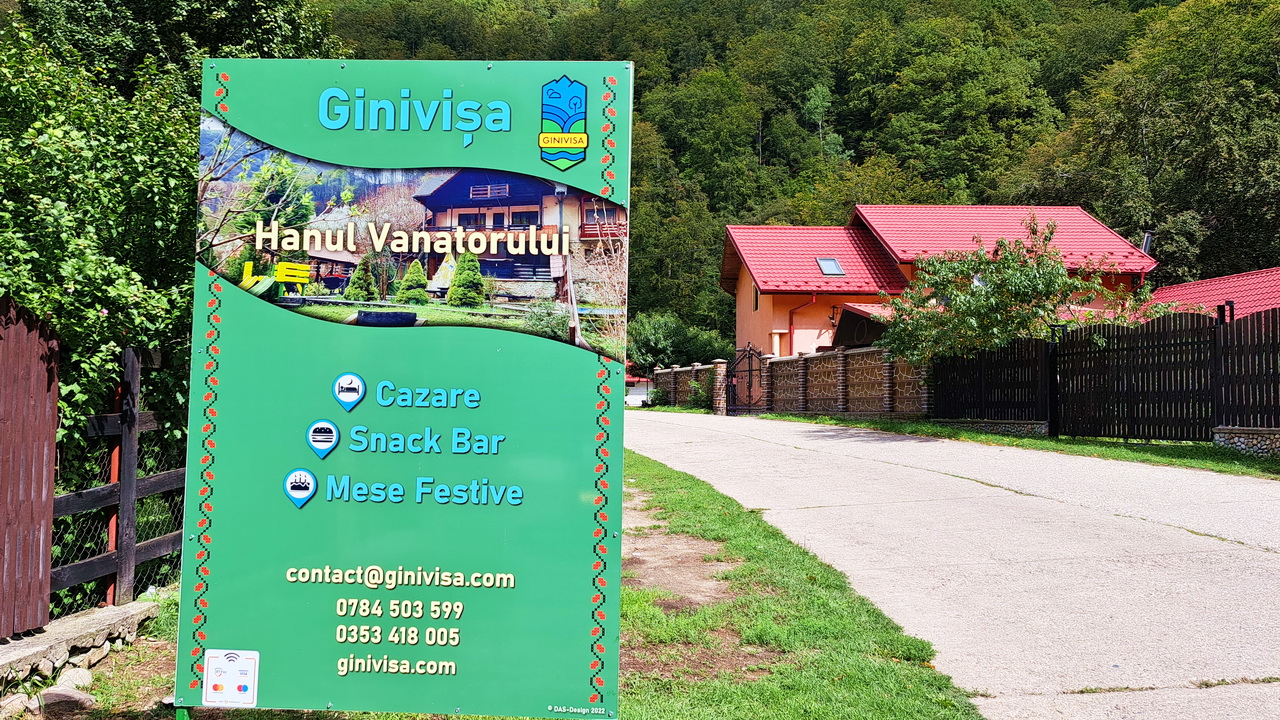 Ginivișa
GINIVIȘA
Hanul Vanatorului
Cazare
Snack Bar
Mese Festive
contact@ginivisa.com
0784 503 599
0353 418 005
ginivisa.com
© DAS-Design 2022